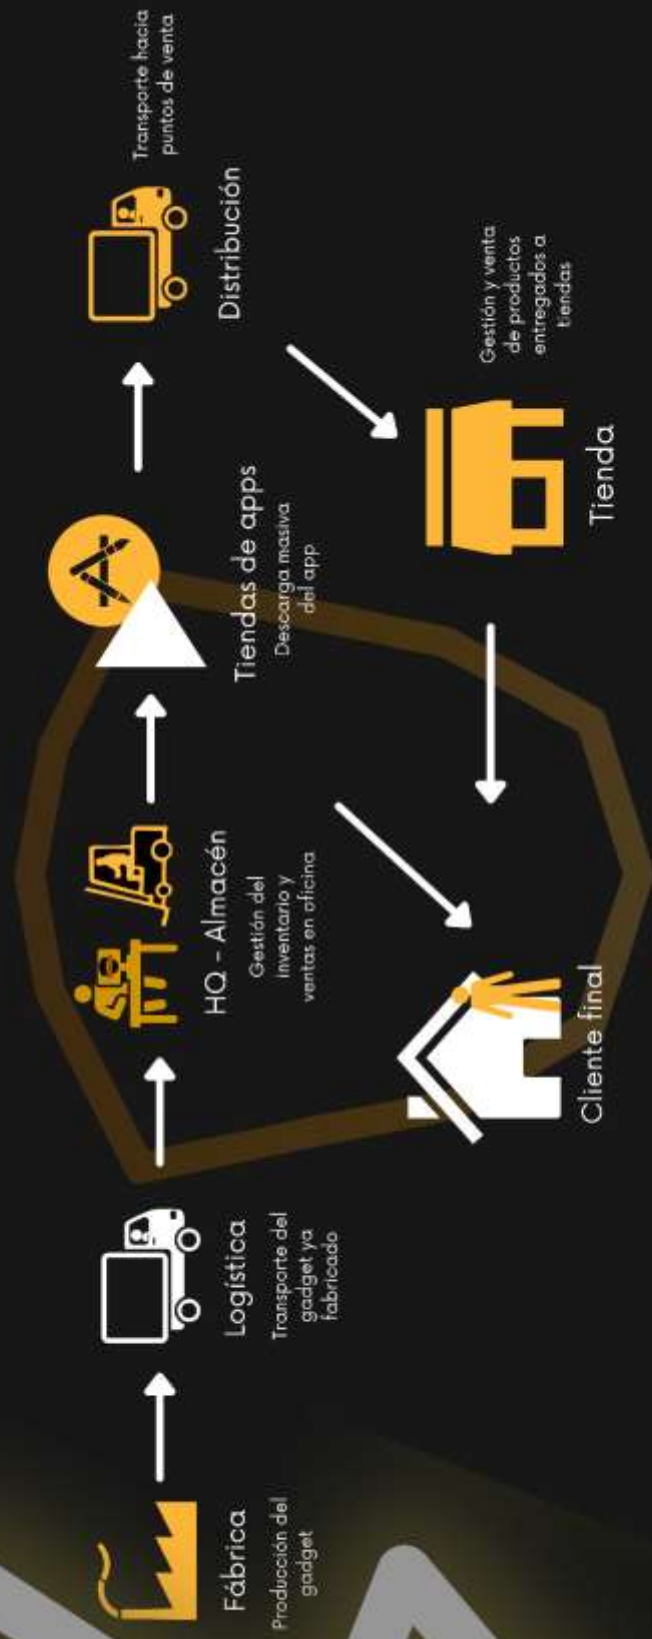 Fábrica
Producción del
gadget
Logística
Transporte del
gadget ya
fabricado
HQ - Almacén
Gestión del
inventario y
ventas en oficina
Tiendas de apps
Descarga masiva
del app
Distribución
Transporte hacia
puntos de venta
Tienda
Gestión y venta
de productos
entregados a
tiendas
Cliente final